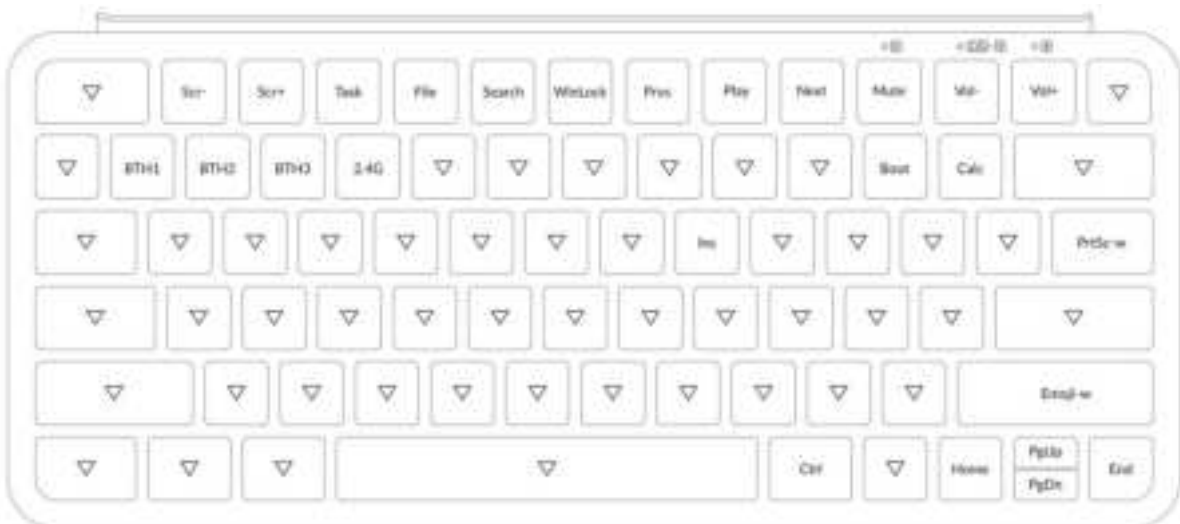 Scr- Scr+ Task File Search WinLock Prvs Play Next Mute Vol- Vol+
BTH1 BTH2 BTH3 2.4G Boot Calc
Ins PrtSc-w
Emoji-w
Ctrl Home PgUp End
PgDn